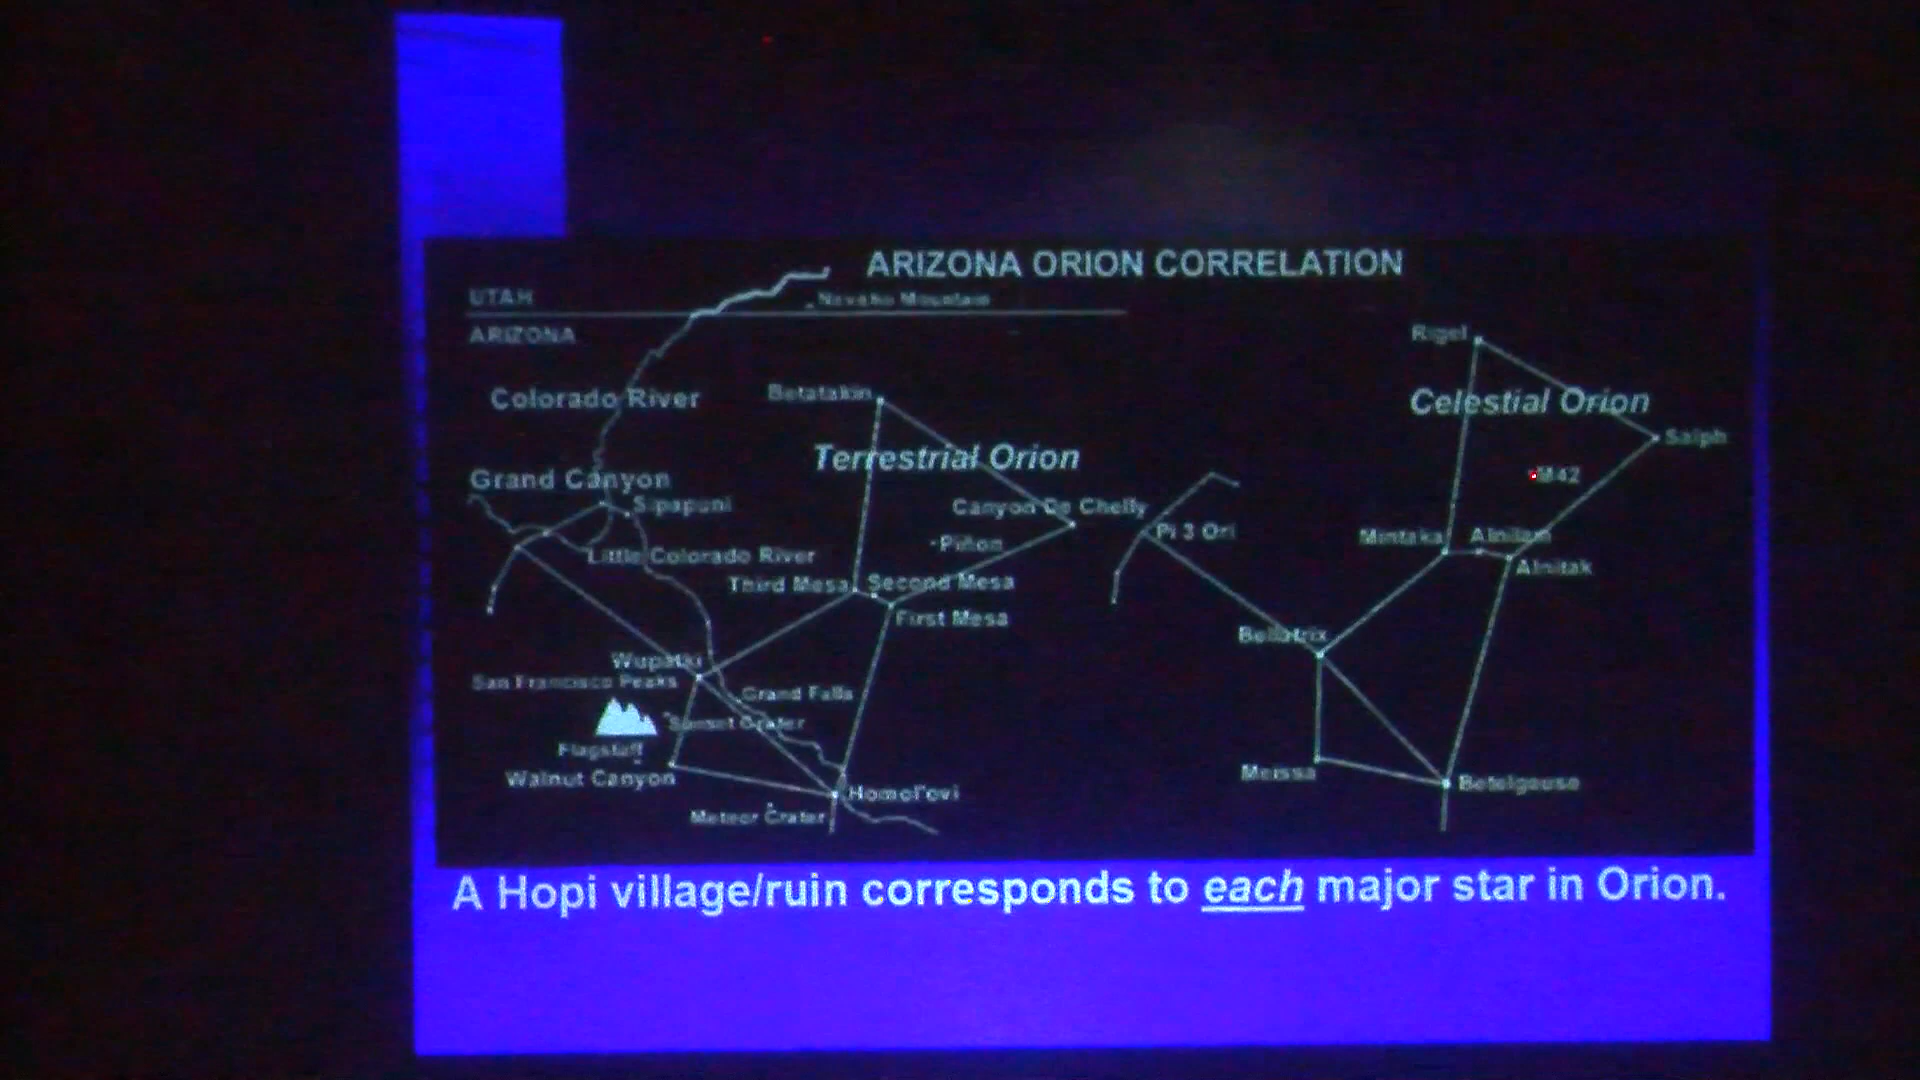 ARIZONA ORION CORRELATION
UTAH
Navaho Mountain
ARIZONA
Rigel
Colorado River
Betatakin
Celestial Orion
Saiph
Terrestrial Orion
Grand Canyon
M42
Sipapuni
Canyon De Chelly
Pi 3 Ori
Piñon
Mintaka
Alnilam
Little Colorado River
Alnitak
Third Mesa
Second Mesa
First Mesa
Bellatrix
Wupatki
San Francisco Peaks
Grand Falls
Sunset Crater
Flagstaff
Walnut Canyon
Meissa
Betelgeuse
Homol'ovi
Meteor Crater
A Hopi village/ruin corresponds to each major star in Orion.